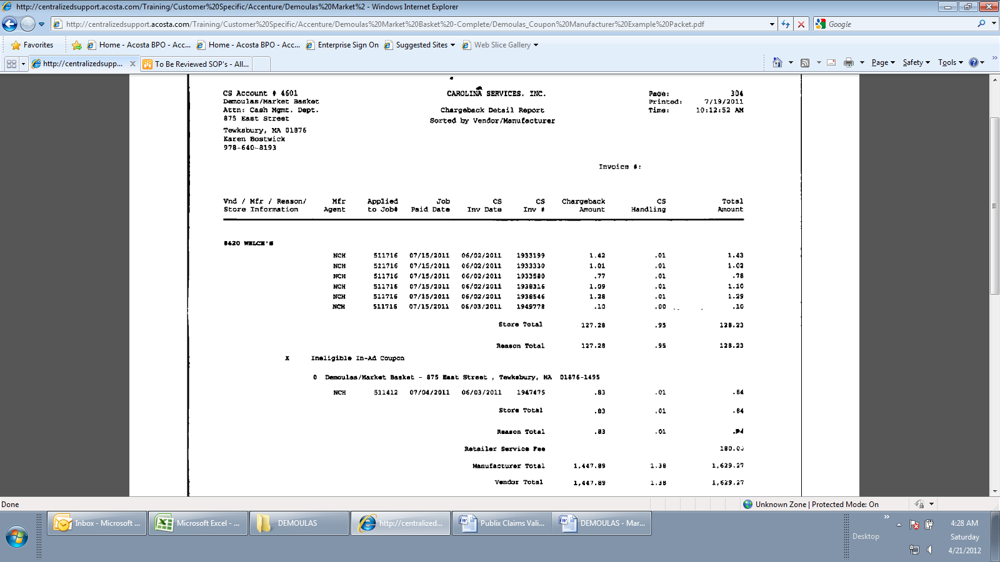 http://centralizedsupport.acosta.com/Training/Customer%20Specific/Accenture/Demoulas%20Market%2 - Windows Internet Explorer
http://centralizedsupport.acosta.com/Training/Customer%20Specific/Accenture/Demoulas%20Market%20Basket%20-Complete/Demoulas_Coupon%20Manufacturer%20Example%20Packet.pdf
Google
Favorites Home - Acosta BPO - Acc... Home - Acosta BPO - Acc... Enterprise Sign On Suggested Sites Web Slice Gallery
http://centralizedsupp... X To Be Reviewed SOP's - All... Page Safety Tools
CS Account # 4601 CAROLINA SERVICES, INC. Page: 304
Demoulas/Market Basket Printed: 7/19/2011
Attn: Cash Mgmt. Dept. Chargeback Detail Report Time: 10:12:52 AM
875 East Street Sorted by Vendor/Manufacturer
Tewksbury, MA 01876
Karen Bostwick
978-640-8193
Invoice #:
Vnd / Mfr / Reason/ Mfr Applied Job CS CS Chargeback CS Total
Store Information Agent to Job# Paid Date Inv Date Inv # Amount Handling Amount
8420 WELCH'S
NCH 511716 07/15/2011 06/02/2011 1933199 1.42 .01 1.43
NCH 511716 07/15/2011 06/02/2011 1933330 1.01 .01 1.02
NCH 511716 07/15/2011 06/02/2011 1933580 .77 .01 .78
NCH 511716 07/15/2011 06/02/2011 1938316 1.09 .01 1.10
NCH 511716 07/15/2011 06/02/2011 1938546 1.28 .01 1.29
NCH 511716 07/15/2011 06/03/2011 1949778 .10 .00 .10
Store Total 127.28 .95 128.23
Reason Total 127.28 .95 128.23
X Ineligible In-Ad Coupon
0 Demoulas/Market Basket - 875 East Street , Tewksbury, MA 01876-1495
NCH 511412 07/04/2011 06/03/2011 1947475 .83 .01 .84
Store Total .83 .01 .84
Reason Total .83 .01
Retailer Service Fee
Manufacturer Total 1,447.89 1.38 1,629.27
Vendor Total 1,447.89 1.38 1,629.27
Done Unknown Zone | Protected Mode: On
Inbox - Microsoft ... Microsoft Excel - ... DEMOULAS http://centralized... Publix Claims Vali... DEMOULAS - Mar...
Desktop
4:28 AM
Saturday
4/21/2012